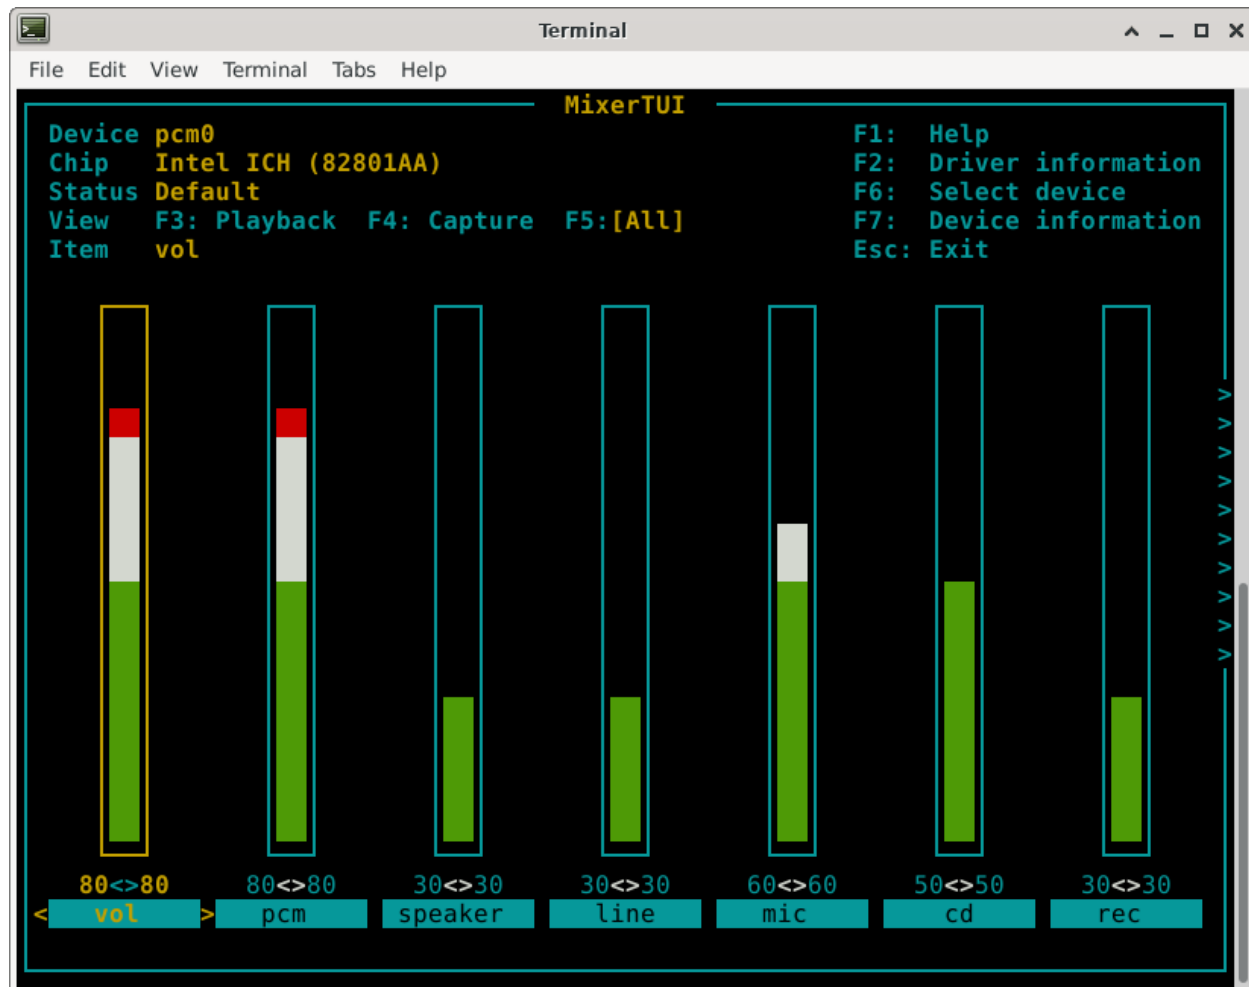 Terminal
File Edit View Terminal Tabs Help
MixerTUI
Device pcm0 F1: Help
Chip Intel ICH (82801AA) F2: Driver information
Status Default F6: Select device
View F3: Playback F4: Capture F5:[All] F7: Device information
Item vol Esc: Exit
>
>
>
>
>
>
>
>
>
>
80<>80 80<>80 30<>30 30<>30 60<>60 50<>50 30<>30
< vol > pcm speaker line mic cd rec